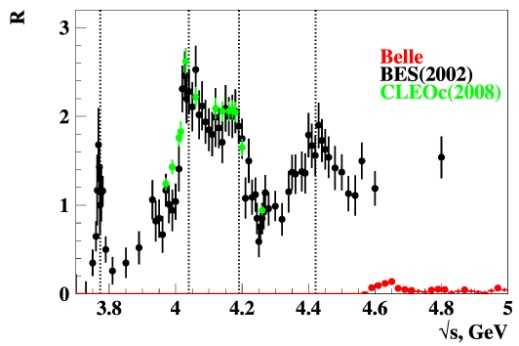 R
3
2
1
0
Belle
BES(2002)
CLEOc(2008)
3.8 4 4.2 4.4 4.6 4.8 5
√s, GeV